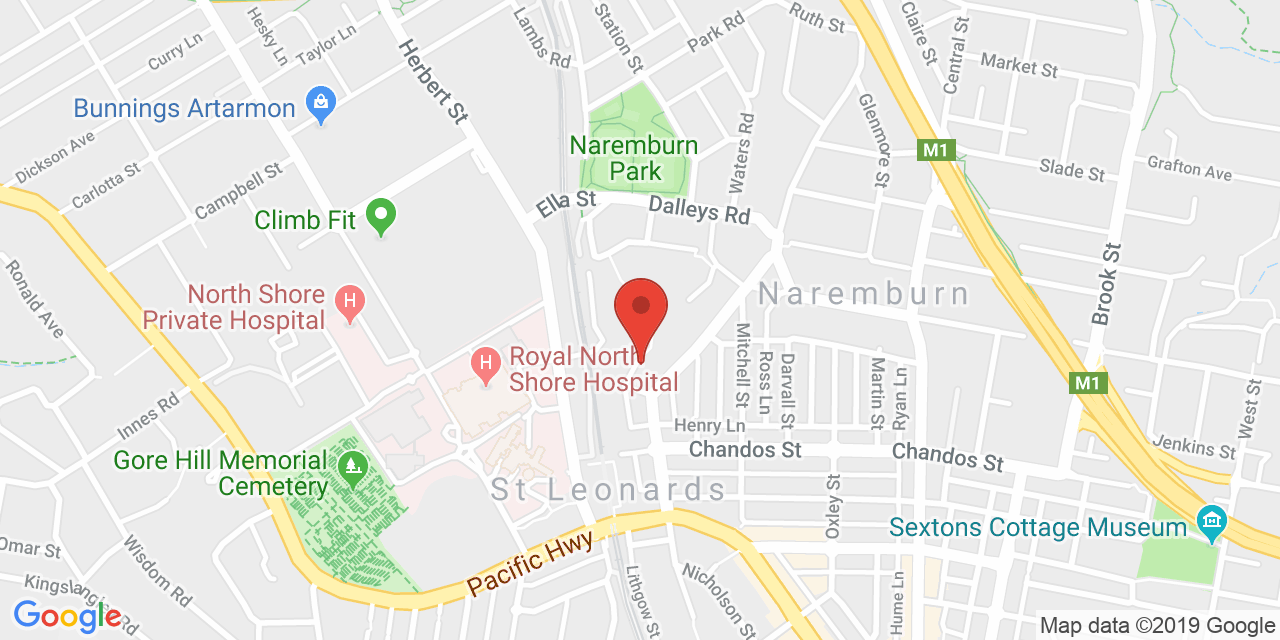 Hesky Ln
Curry Ln
Taylor Ln
Herbert St
Lambs Rd
Station St
Park Rd
Ruth St
Claire St
Central St
Market St
Bunnings Artarmon
Dickson Ave
Carlotta St
Campbell St
Naremburn
Park
Waters Rd
Glenmore St
M1
Slade St
Grafton Ave
Climb Fit
Ella St
Dalleys Rd
Ronald Ave
North Shore
Private Hospital
H
Naremburn
Brook St
H
Royal North
Shore Hospital
Mitchell St
Ross Ln
Darvall St
Martin St
Ryan Ln
M1
West St
Innes Rd
Henry Ln
Chandos St
Chandos St
Jenkins St
Gore Hill Memorial
Cemetery
St Leonards
Oxley St
Sextons Cottage Museum
Omar St
Wisdom Rd
Pacific Hwy
Lithgow St
Nicholson St
Hume Ln
Kingslangis Rd
Google
Map data ©2019 Google